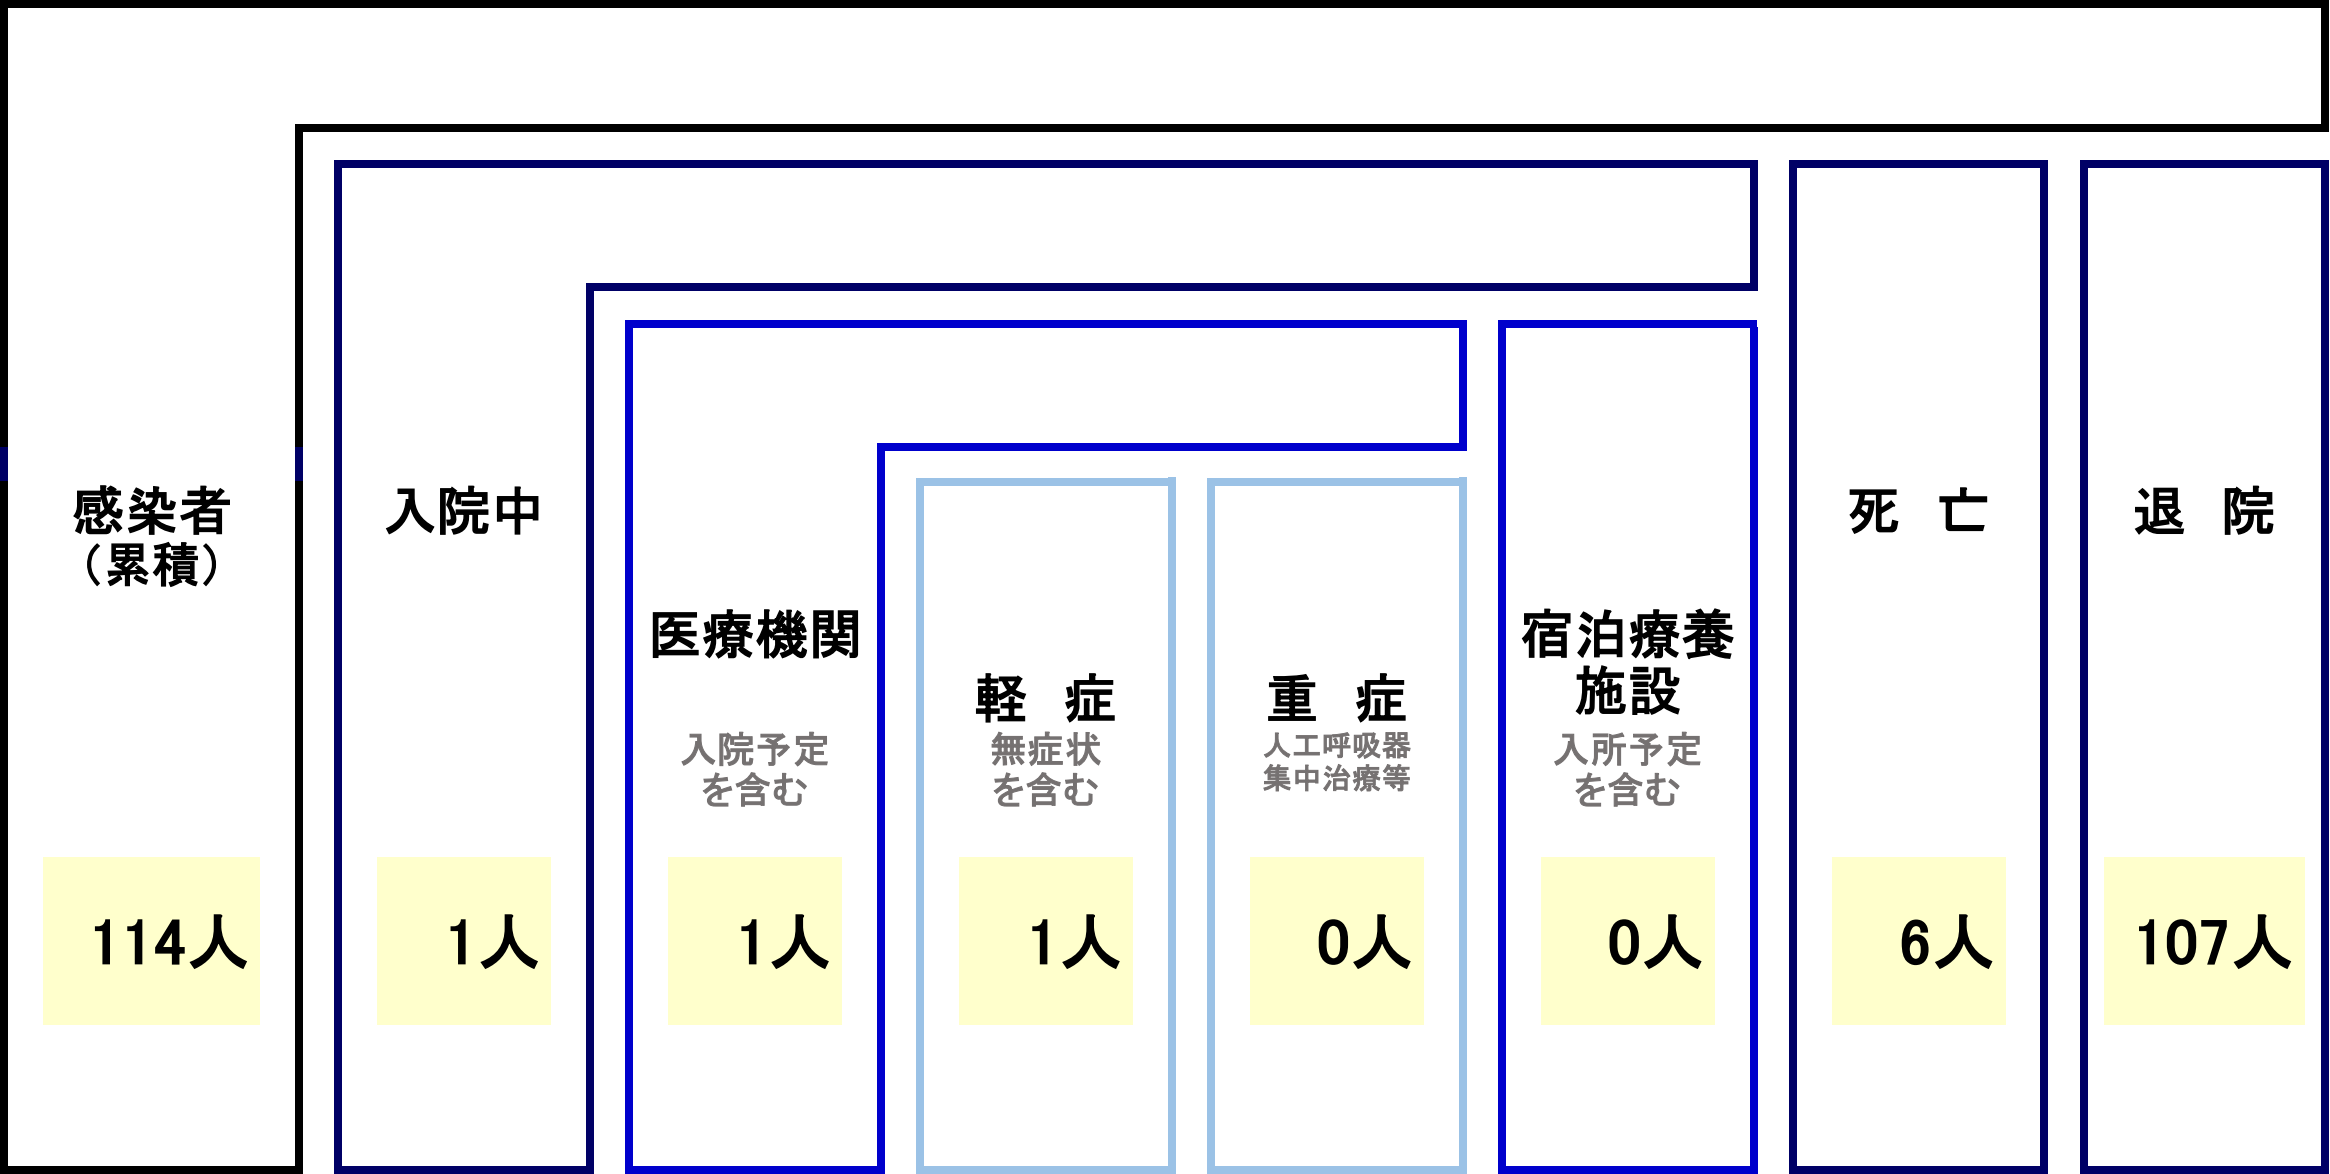 感染者
（累積）
114人
入院中
1人
医療機関
入院予定
を含む
1人
軽 症
無症状
を含む
1人
重 症
人工呼吸器
集中治療等
0人
宿泊療養
施設
入所予定
を含む
0人
死 亡
6人
退 院
107人